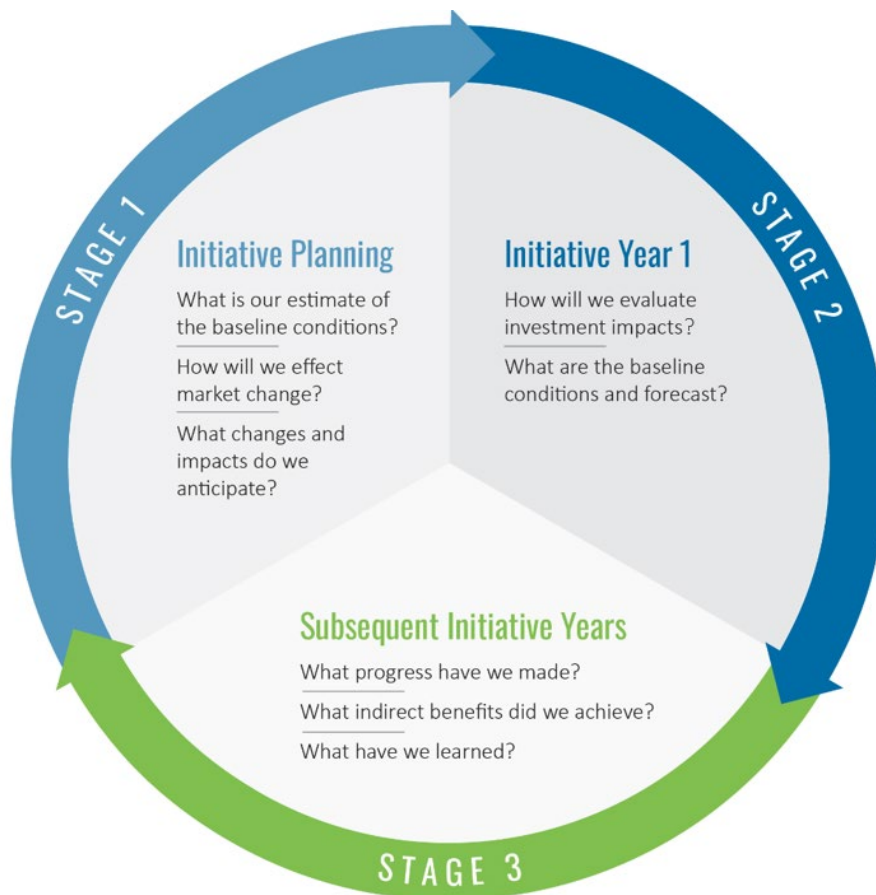 STAGE 1
Initiative Planning
What is our estimate of
the baseline conditions?
How will we effect
market change?
What changes and
impacts do we
anticipate?
STAGE 2
Initiative Year 1
How will we evaluate
investment impacts?
What are the baseline
conditions and forecast?
Subsequent Initiative Years
What progress have we made?
What indirect benefits did we achieve?
What have we learned?
STAGE 3